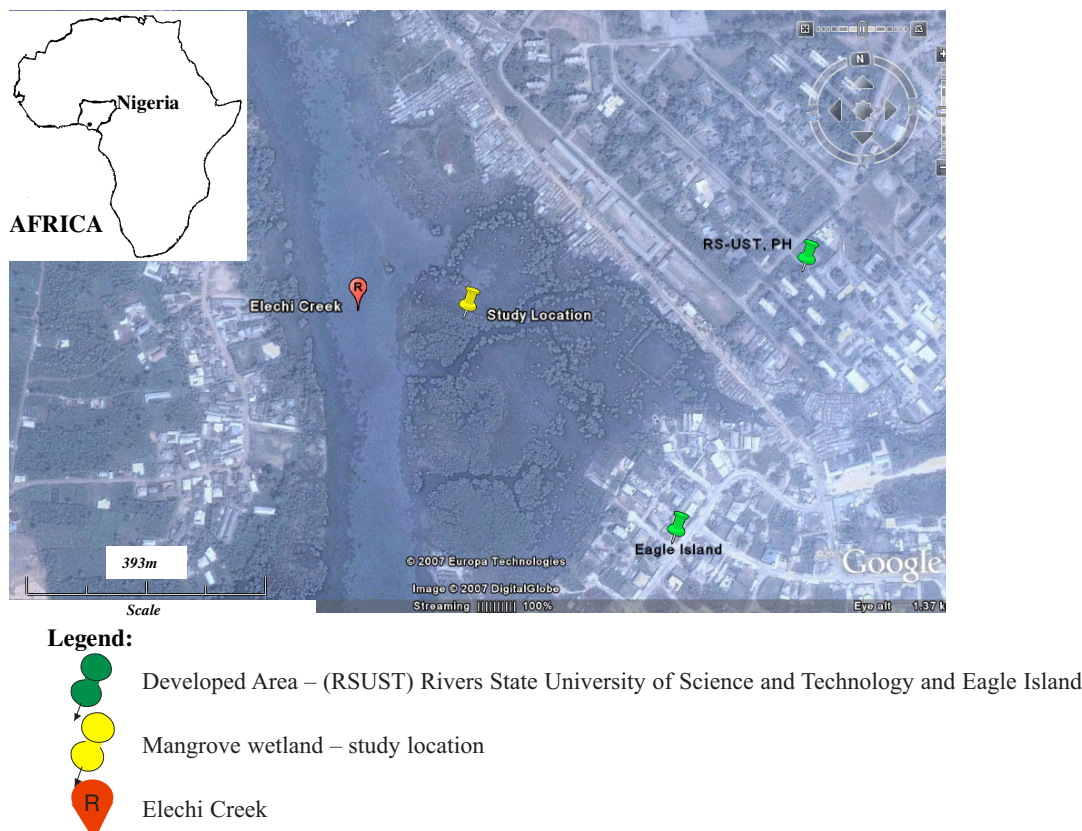 Nigeria
AFRICA
N
RS-UST, PH
R
Elechi Creek
Study Location
Eagle Island
393m
Scale
© 2007 Europa Technologies
Image © 2007 DigitalGlobe
Streaming |||||||||| 100%
Google
Eye alt 1.37 k
Legend:
Developed Area – (RSUST) Rivers State University of Science and Technology and Eagle Island
Mangrove wetland – study location
R
Elechi Creek